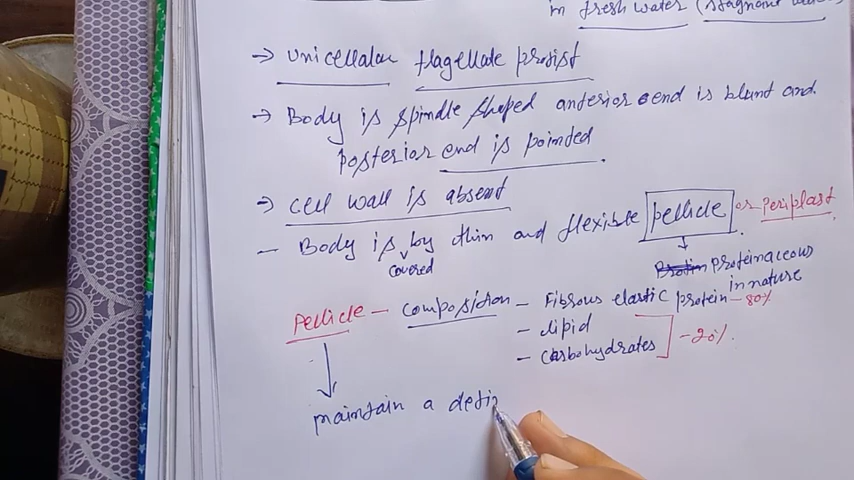 in fresh water (stagnant
→ unicellular flagellate protist
→ Body is spindle shaped anterior end is blunt and
posterior end is pointed
→ cell wall is absent
- Body is by thin and flexible pellicle or periplast
covered
↓
proteinaceous
in nature
Pellicle - composition - Fibrous elastic protein - 80%
- lipid
- carbohydrates - 20%.
maintain a defin